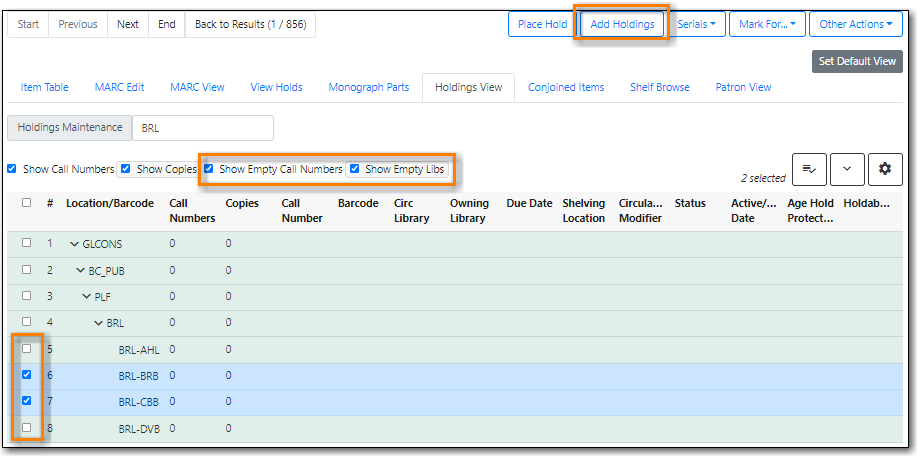 Start Previous Next End Back to Results (1 / 856) Place Hold Add Holdings Serials Mark For... Other Actions
Set Default View
Item Table MARC Edit MARC View View Holds Monograph Parts Holdings View Conjoined Items Shelf Browse Patron View
Holdings Maintenance BRL
Show Call Numbers Show Copies Show Empty Call Numbers Show Empty Libs 2 selected
# Location/Barcode Call Numbers Copies Call Number Barcode Circ Library Owning Library Due Date Shelving Location Circula... Modifier Status Active/... Date Age Hold Protect... Holdab...
1 GLCONS 0 0
2 BC_PUB 0 0
3 PLF 0 0
4 BRL 0 0
5 BRL-AHL 0 0
6 BRL-BRB 0 0
7 BRL-CBB 0 0
8 BRL-DVB 0 0